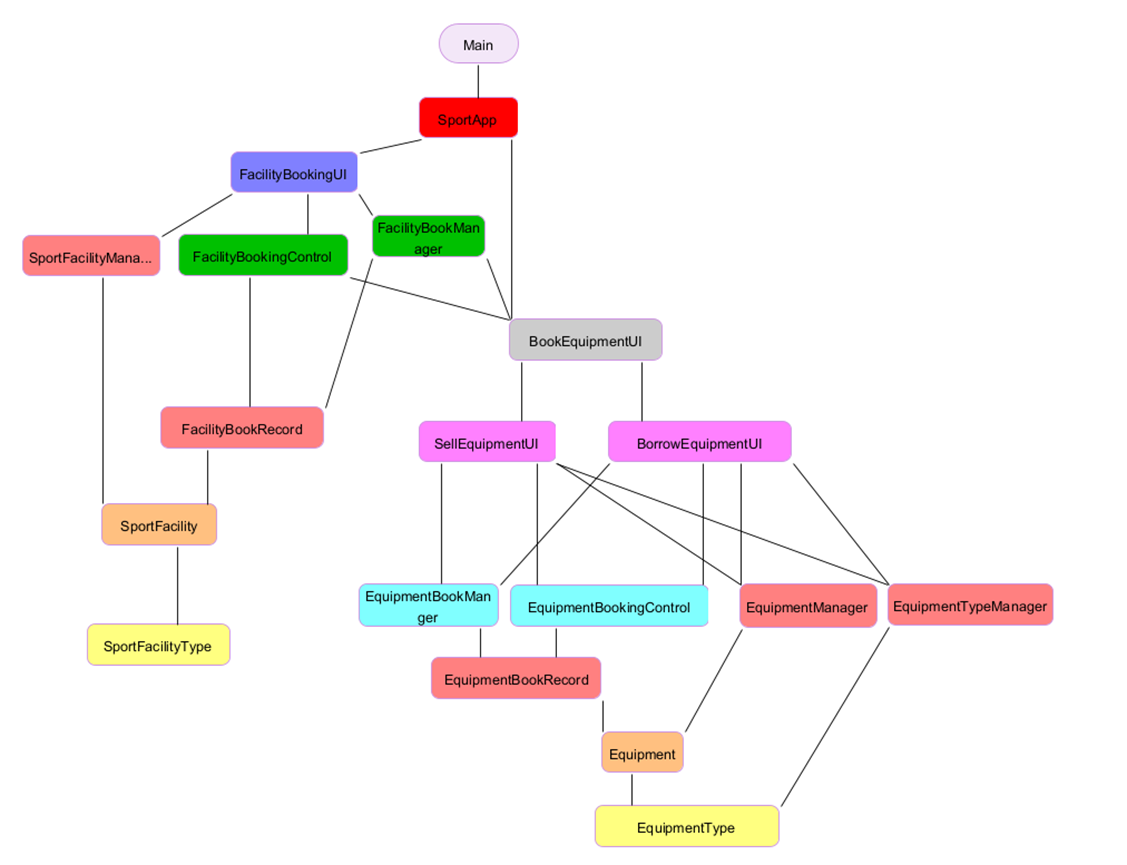 Main
SportApp
FacilityBookingUI
FacilityBookMan
ager
SportFacilityMana...
FacilityBookingControl
BookEquipmentUI
FacilityBookRecord
SellEquipmentUI
BorrowEquipmentUI
SportFacility
EquipmentBookMan
ger
EquipmentBookingControl
EquipmentManager
EquipmentTypeManager
SportFacilityType
EquipmentBookRecord
Equipment
EquipmentType